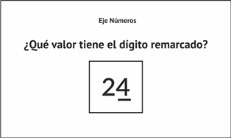 Eje Números
¿Qué valor tiene el dígito remarcado?
24